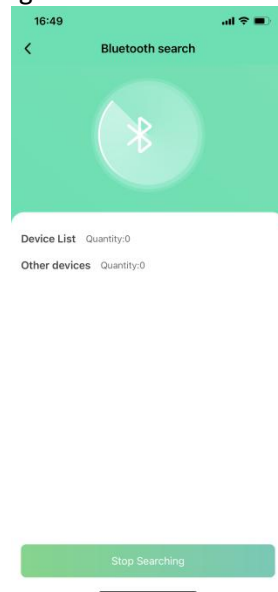 16:49
Bluetooth search
Device List Quantity:0
Other devices Quantity:0
Stop Searching